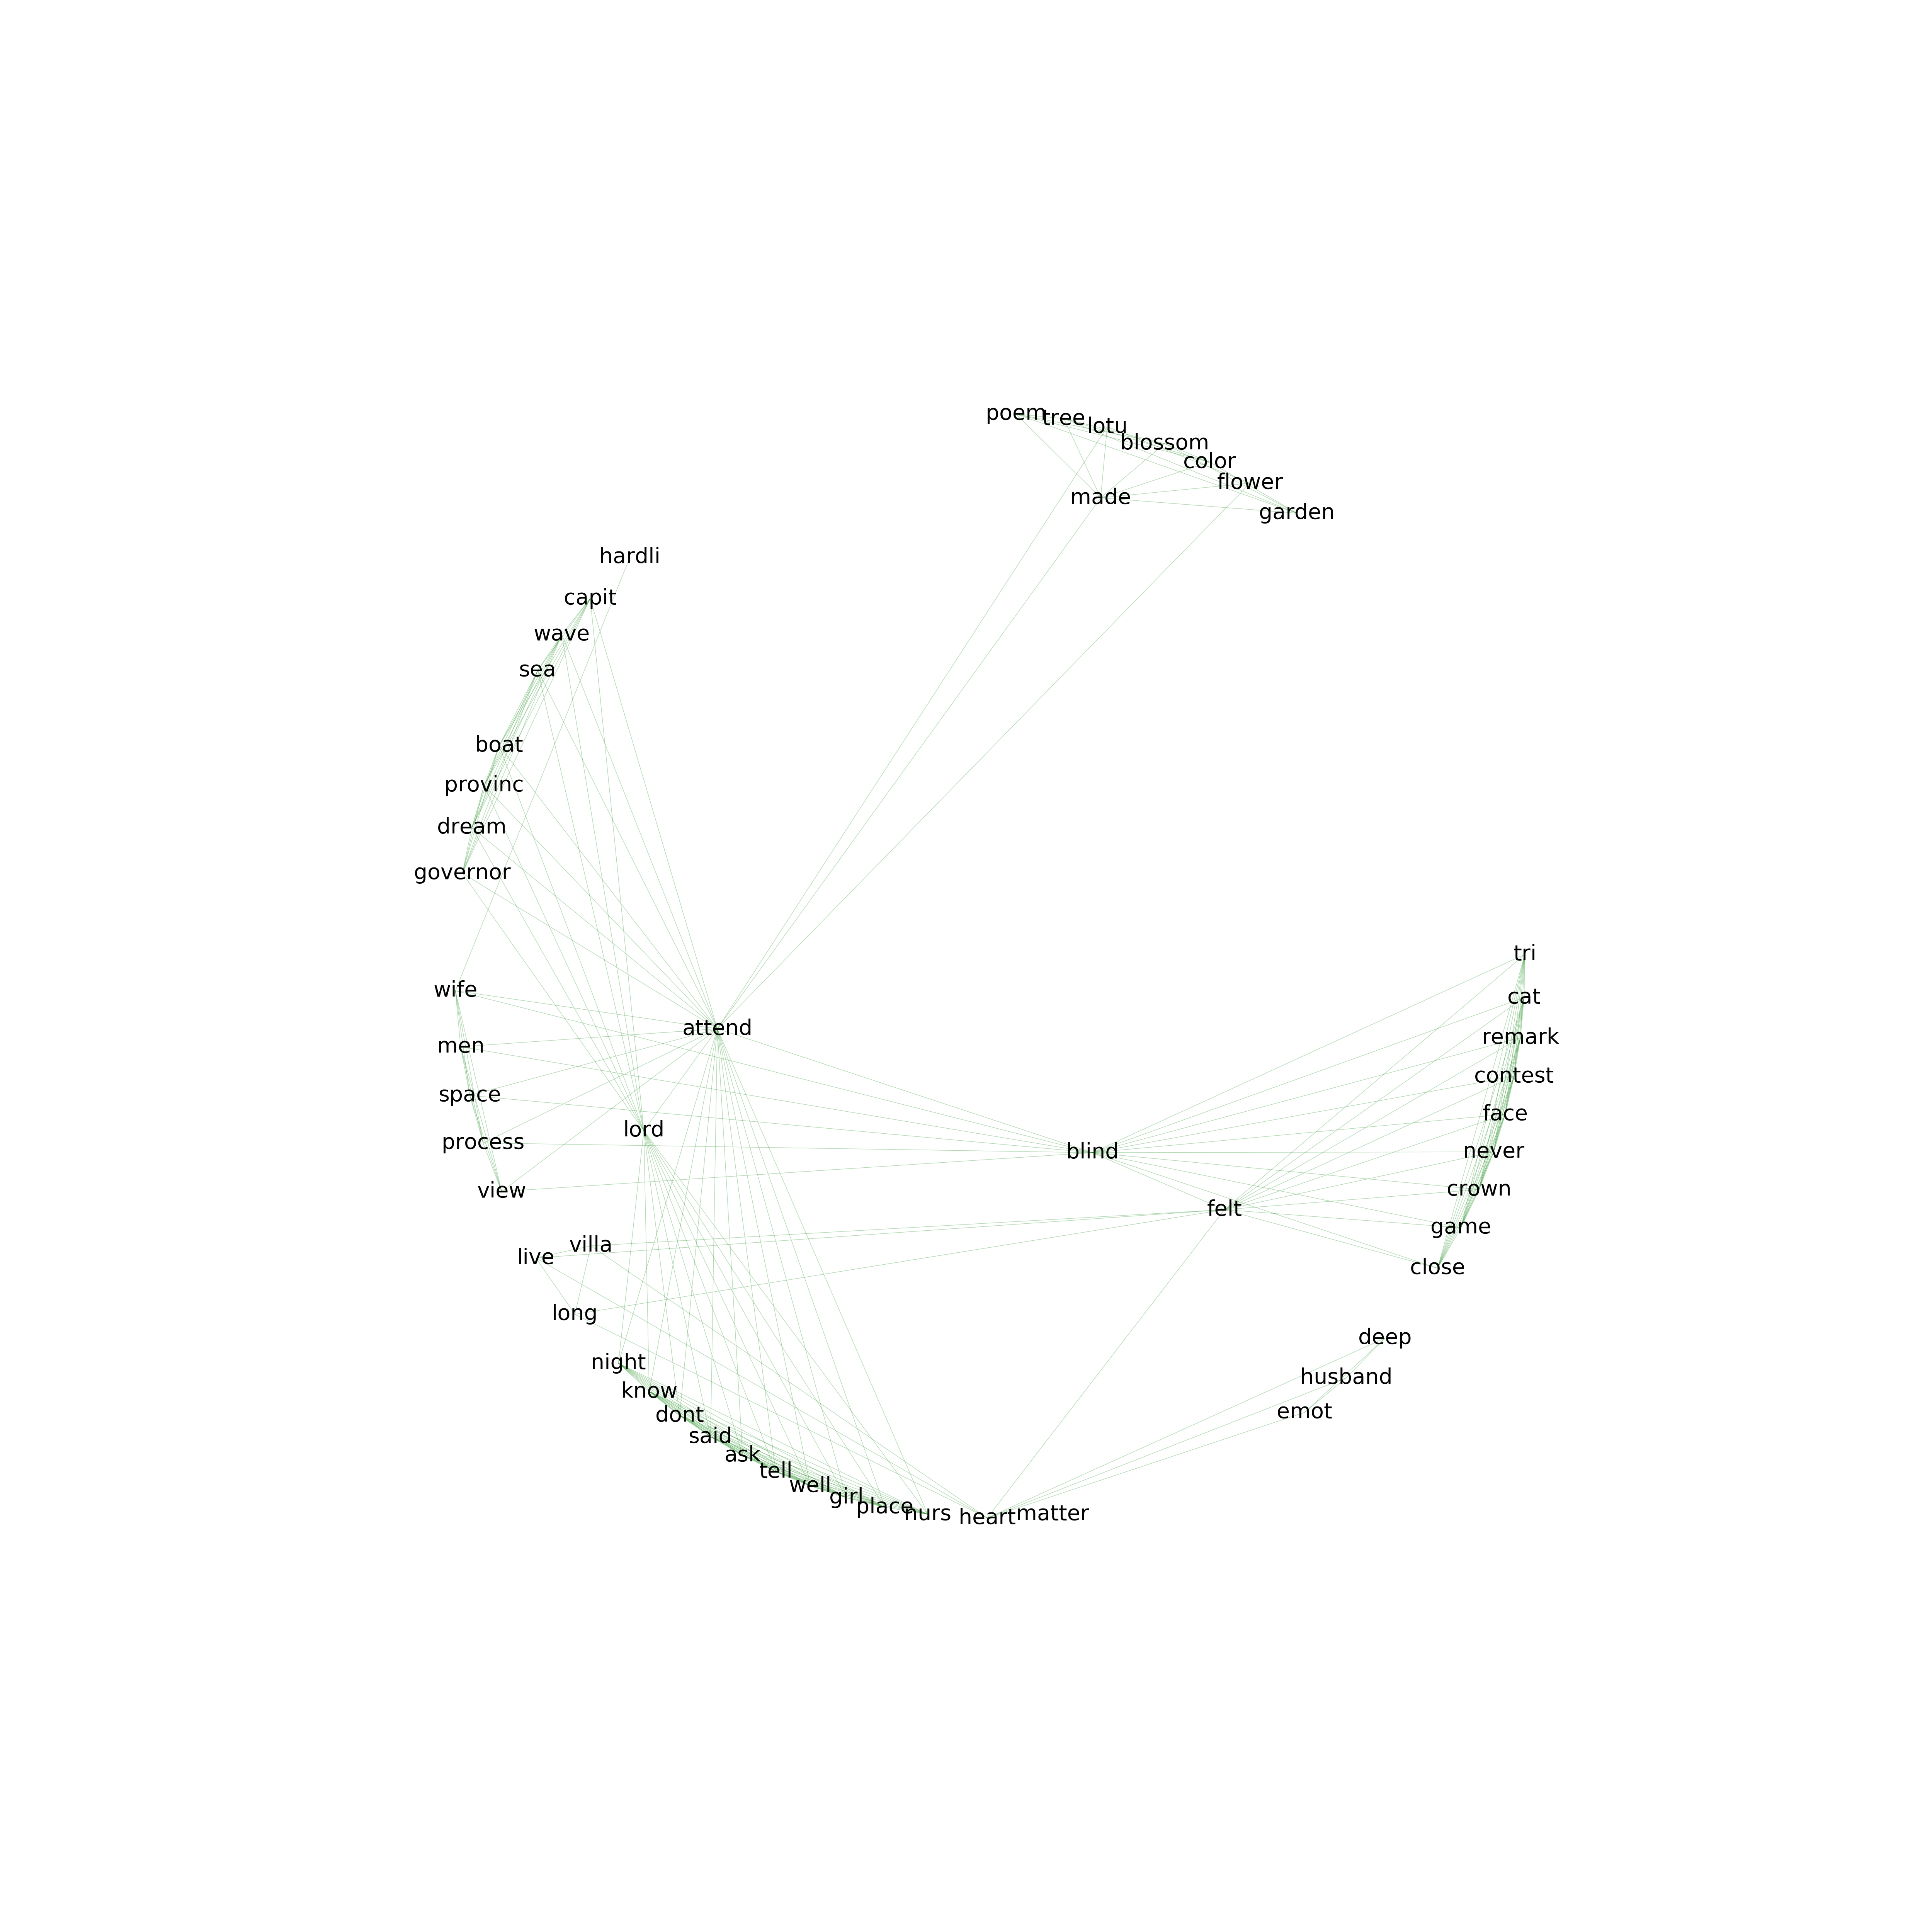 poem
tree
lotu
blossom
color
flower
made
garden
hardli
capit
wave
sea
boat
provinc
dream
governor
tri
wife
cat
attend
remark
men
contest
space
face
lord
process
never
blind
crown
view
felt
game
villa
live
close
long
deep
night
husband
know
emot
dont
said
ask
tell
well
girl
place
nurs
heart
matter